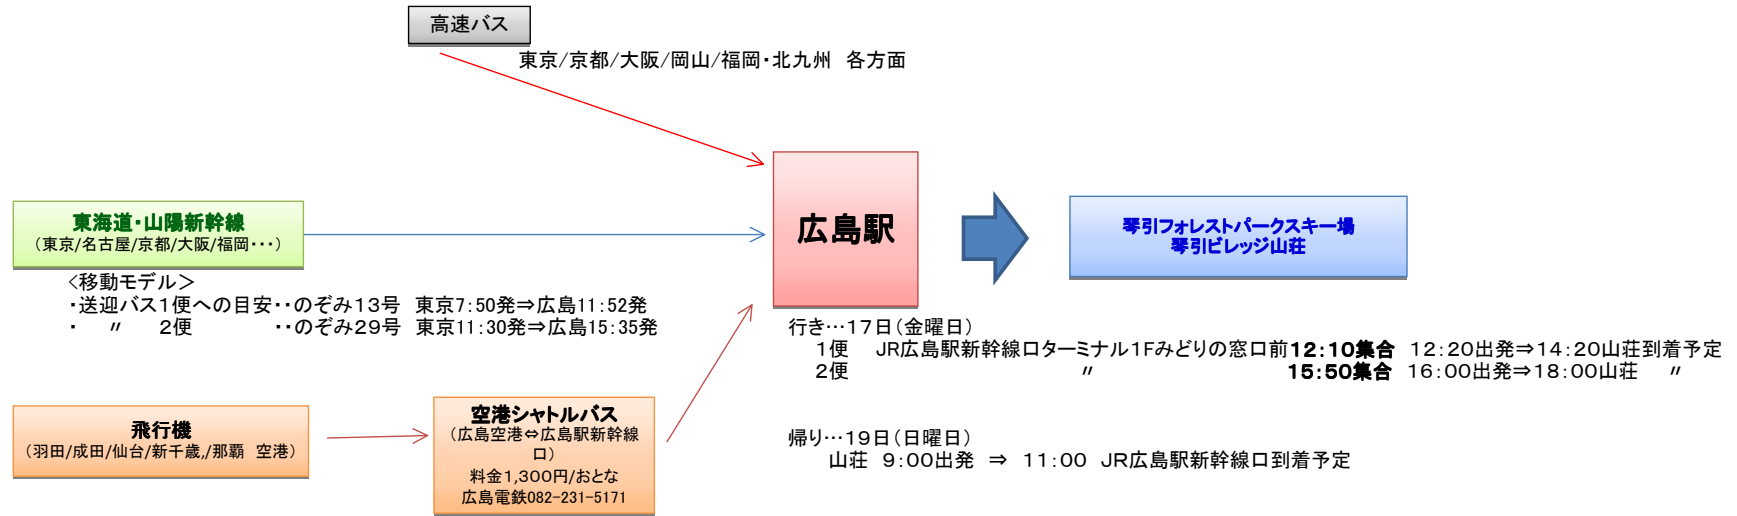 高速バス
東京/京都/大阪/岡山/福岡・北九州 各方面
東海道・山陽新幹線
（東京/名古屋/京都/大阪/福岡・・・）
<移動モデル>
・送迎バス1便への目安・・のぞみ13号 東京7:50発⇒広島11:52発
・ 〃 2便 ・・のぞみ29号 東京11:30発⇒広島15:35発
飛行機
（羽田/成田/仙台/新千歳,/那覇 空港）
空港シャトルバス
（広島空港⇔広島駅新幹線
口）
料金1,300円/おとな
広島電鉄082-231-5171
広島駅
琴引フォレストパークスキー場
琴引ビレッジ山荘
行き…17日（金曜日）
1便 JR広島駅新幹線口ターミナル1Fみどりの窓口前12:10集合 12:20出発⇒14:20山荘到着予定
2便 〃 15:50集合 16:00出発⇒18:00山荘 〃
帰り…19日（日曜日）
山荘 9:00出発 ⇒ 11:00 JR広島駅新幹線口到着予定